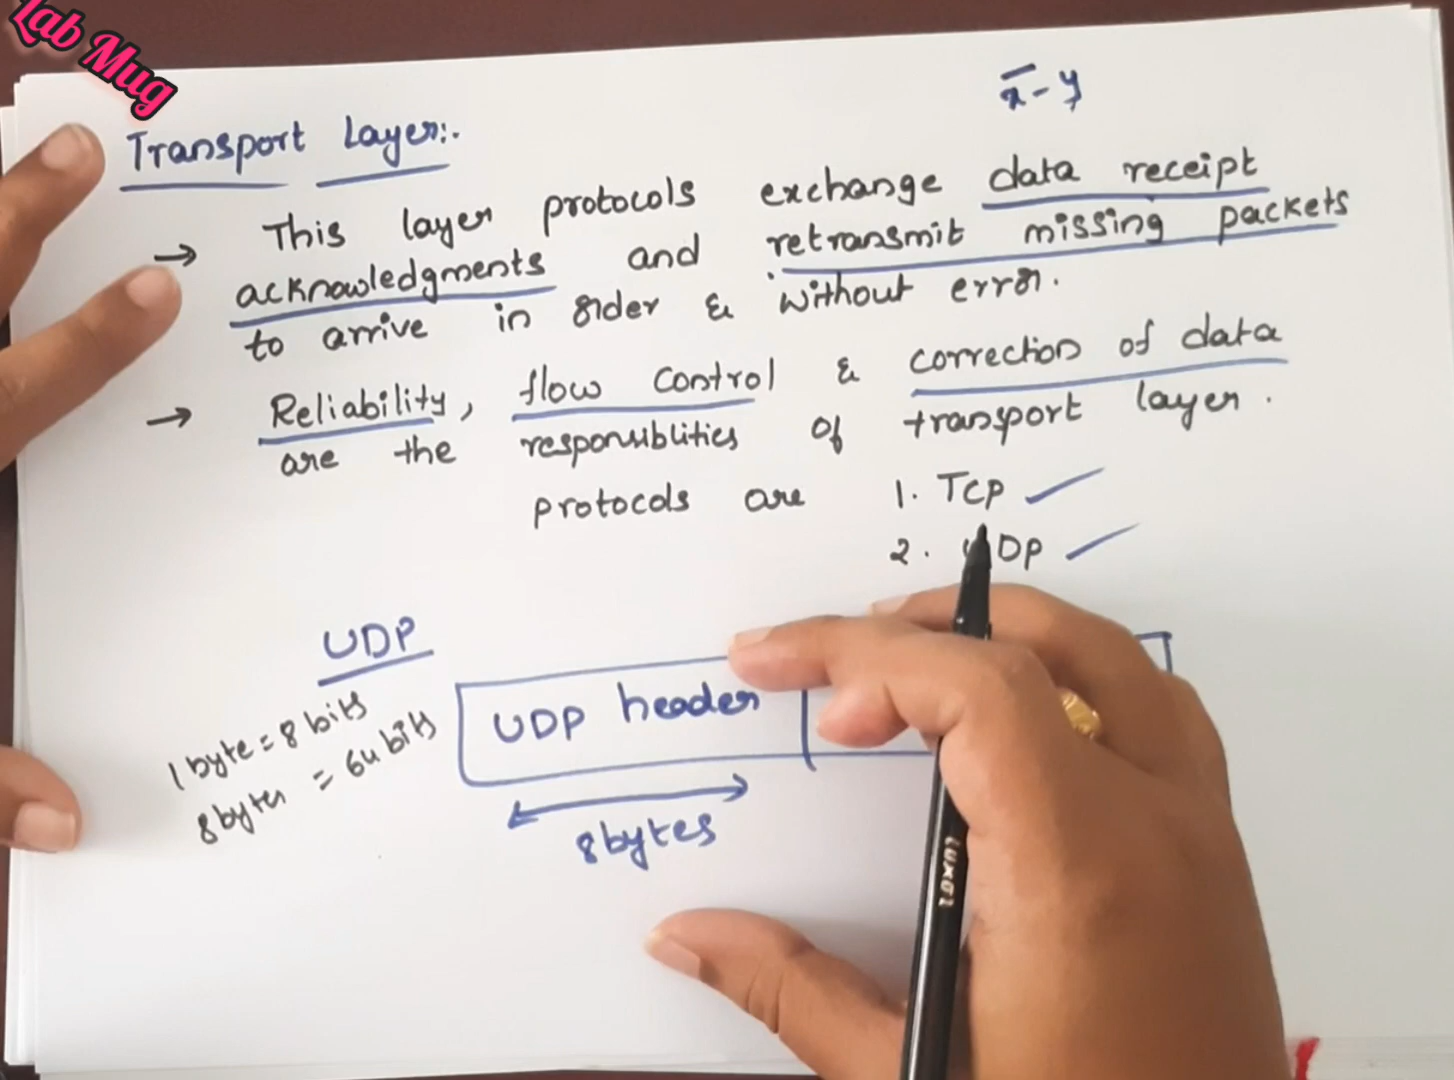 Lab Mug
x̄ - y
Transport Layer:.
→ This layer protocols exchange data receipt
acknowledgments and retransmit missing packets
to arrive in order & without error.
→ Reliability, flow control & correction of data
are the responsiblities of transport layer.
protocols are 1. TCP
2. UDP
UDP
1 byte = 8 bits
8 bytes = 64 bits
UDP header
8 bytes
LUXOR